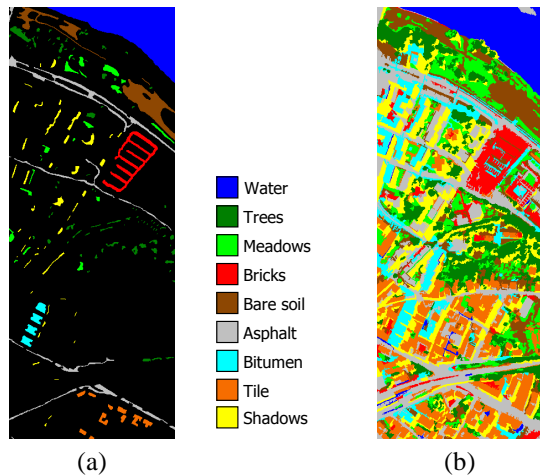 Water
Trees
Meadows
Bricks
Bare soil
Asphalt
Bitumen
Tile
Shadows
(a)
(b)